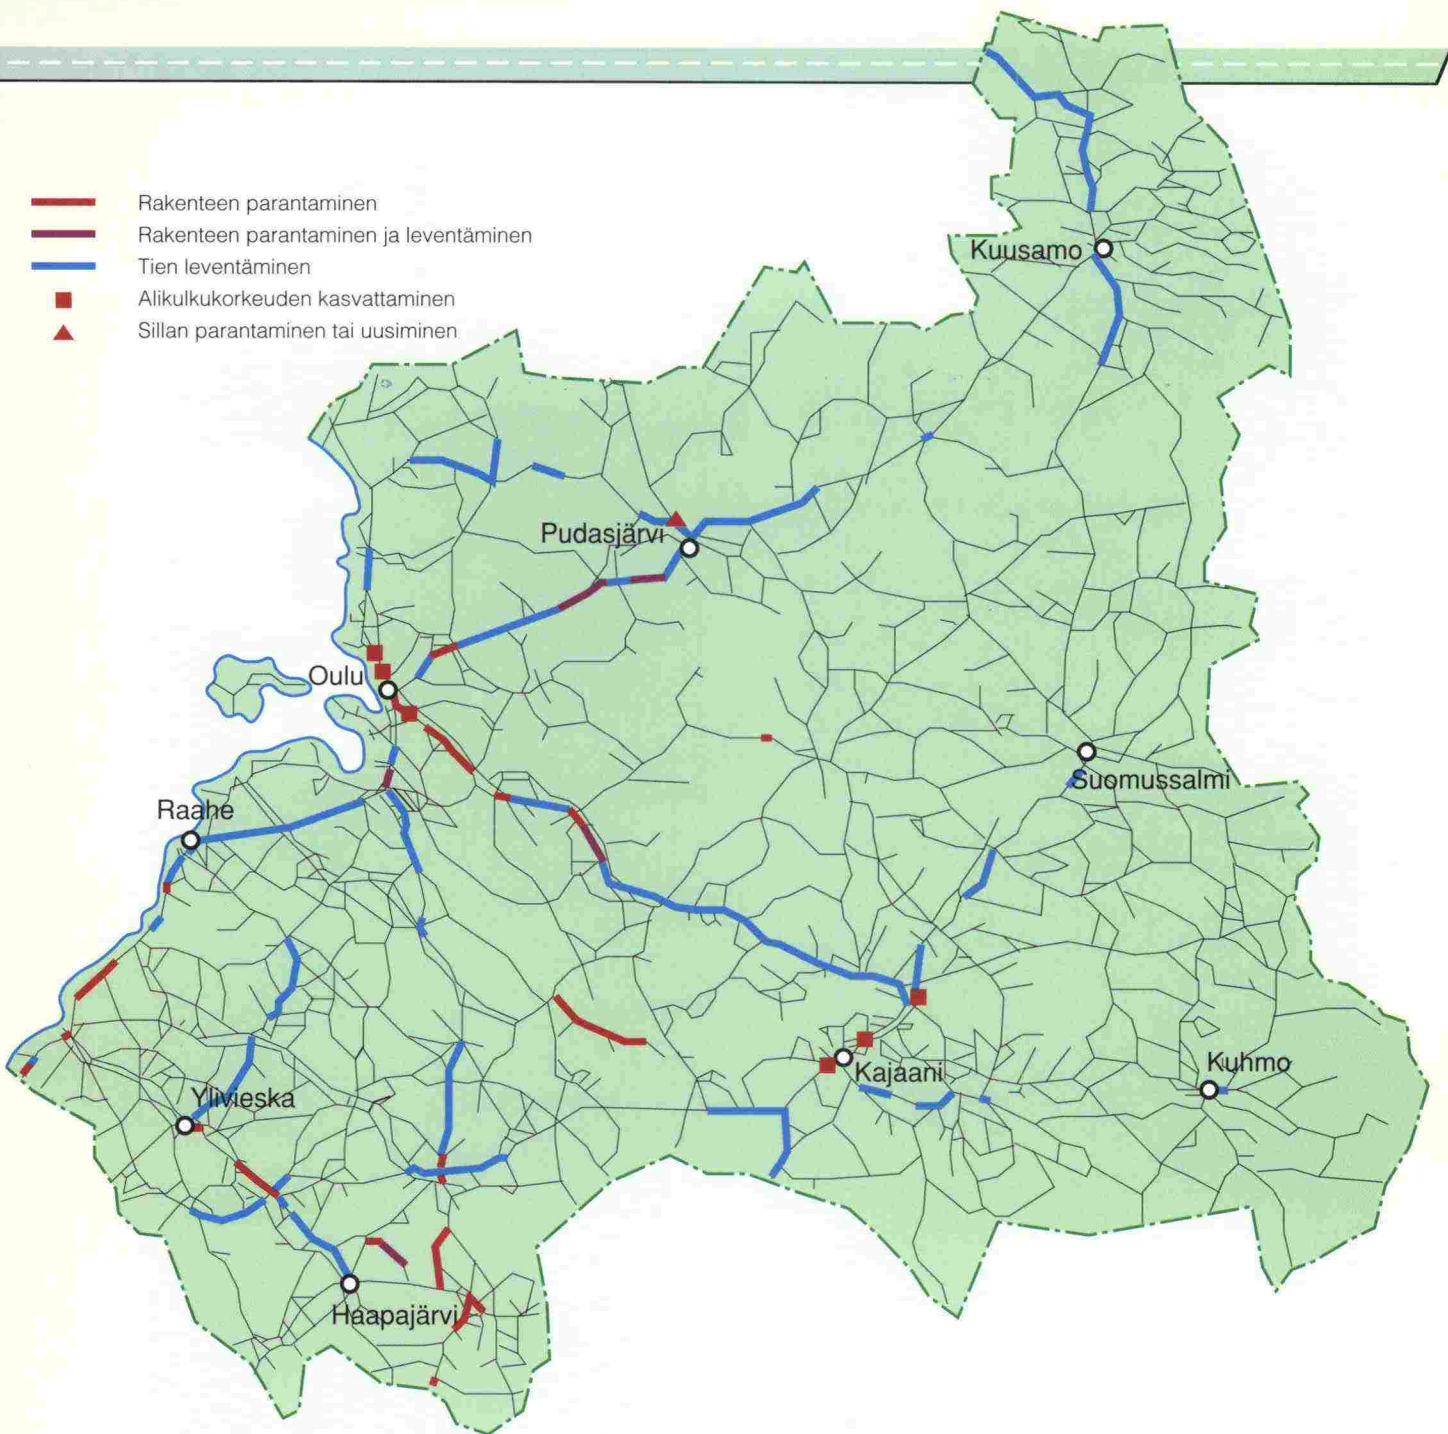 Rakenteen parantaminen
Rakenteen parantaminen ja leventäminen
Tien leventäminen
Alikulkukorkeuden kasvattaminen
Sillan parantaminen tai uusiminen
Kuusamo
Pudasjärvi
Oulu
Suomussalmi
Raahe
Kuhmo
Kajaani
Ylivieska
Haapajärvi